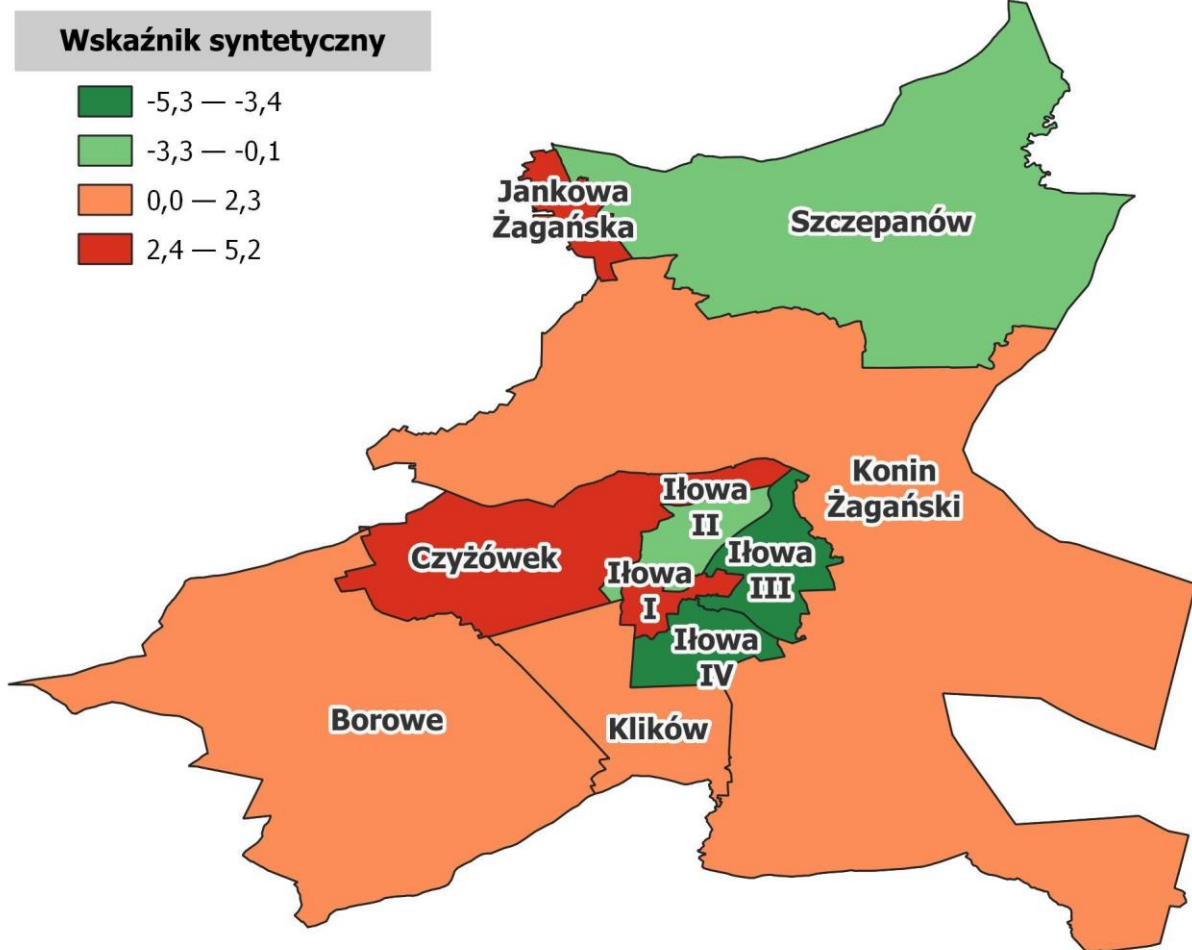 Wskaźnik syntetyczny
-5,3 — -3,4
-3,3 — -0,1
0,0 — 2,3
2,4 — 5,2
Jankowa
Żagańska
Szczepanów
Konin
Żagański
Iłowa
II
Czyżówek
Iłowa
III
Iłowa
I
Iłowa
IV
Borowe
Klików